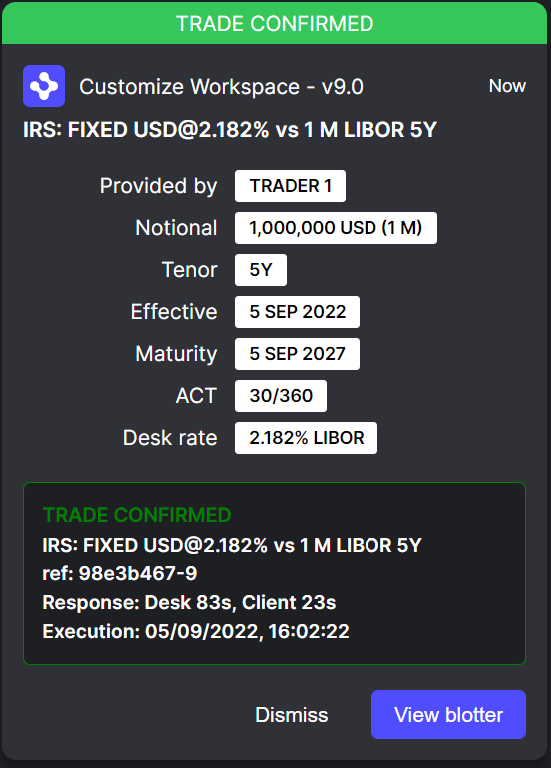 TRADE CONFIRMED
Customize Workspace - v9.0 Now
IRS: FIXED USD@2.182% vs 1 M LIBOR 5Y
Provided by TRADER 1
Notional 1,000,000 USD (1 M)
Tenor 5Y
Effective 5 SEP 2022
Maturity 5 SEP 2027
ACT 30/360
Desk rate 2.182% LIBOR
TRADE CONFIRMED
IRS: FIXED USD@2.182% vs 1 M LIBOR 5Y
ref: 98e3b467-9
Response: Desk 83s, Client 23s
Execution: 05/09/2022, 16:02:22
Dismiss View blotter